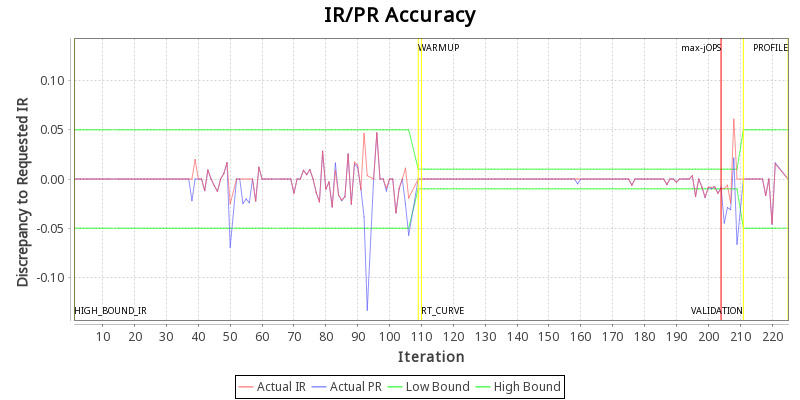 IR/PR Accuracy
Discrepancy to Requested IR
0.10
0.05
0.00
-0.05
-0.10
WARMUP
max-jOPS
PROFILE
HIGH_BOUND_IR
RT_CURVE
VALIDATION
10 20 30 40 50 60 70 80 90 100 110 120 130 140 150 160 170 180 190 200 210 220
Iteration
Actual IR Actual PR Low Bound High Bound